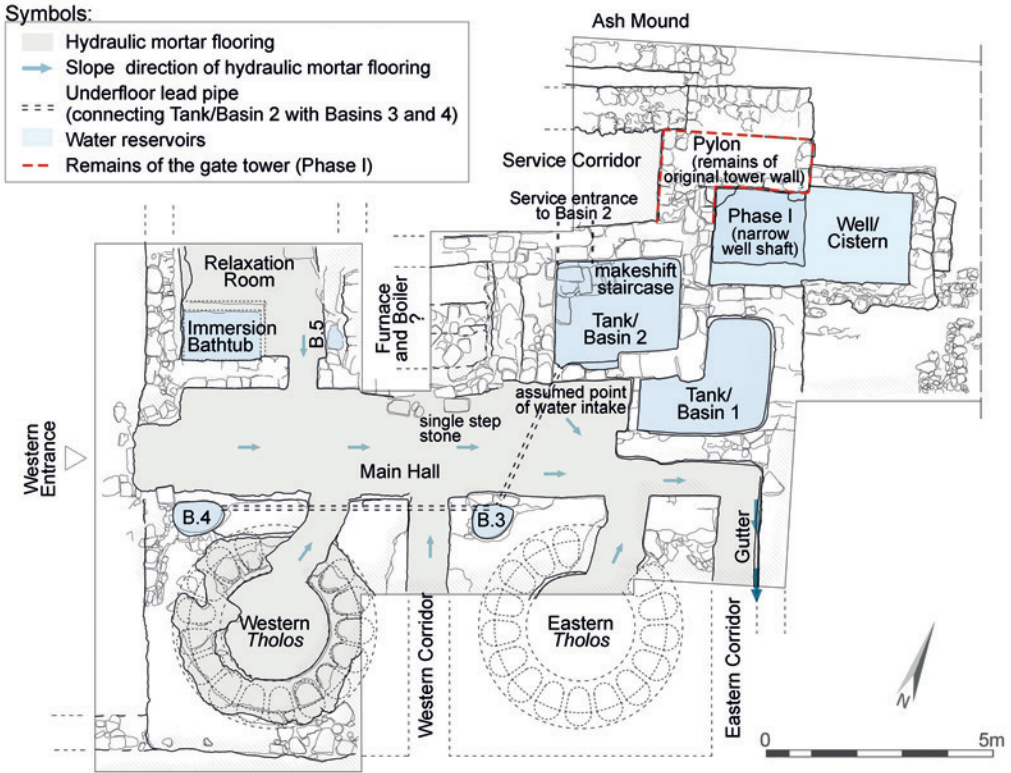 Symbols:
Hydraulic mortar flooring
Slope direction of hydraulic mortar flooring
Underfloor lead pipe
(connecting Tank/Basin 2 with Basins 3 and 4)
Water reservoirs
Remains of the gate tower (Phase I)
Ash Mound
Pylon
(remains of
original tower wall)
Service Corridor
Service entrance
to Basin 2
Phase I
(narrow
well shaft)
Well/
Cistern
Relaxation
Room
makeshift
staircase
Immersion
Bathtub
B.5
Furnace
and Boiler
?
Tank/
Basin 2
assumed point
of water intake
Tank/
Basin 1
single step
stone
Western
Entrance
Main Hall
B.4
B.3
Gutter
Western
Tholos
Western Corridor
Eastern
Tholos
Eastern Corridor
N
0
5m